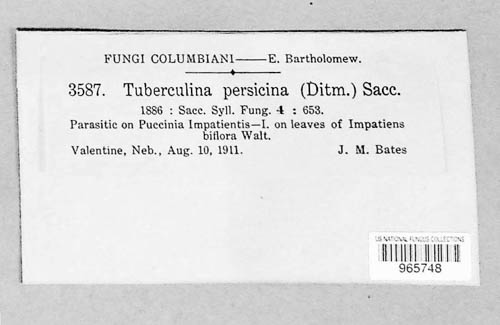 FUNGI COLUMBIANI——E. Bartholomew.
3587. Tuberculina persicina (Ditm.) Sacc.
1886 : Sacc. Syll. Fung. 4 : 653.
Parasitic on Puccinia Impatientis—I. on leaves of Impatiens
biflora Walt.
Valentine, Neb., Aug. 10, 1911. J. M. Bates
US NATIONAL FUNGUS COLLECTIONS
965748